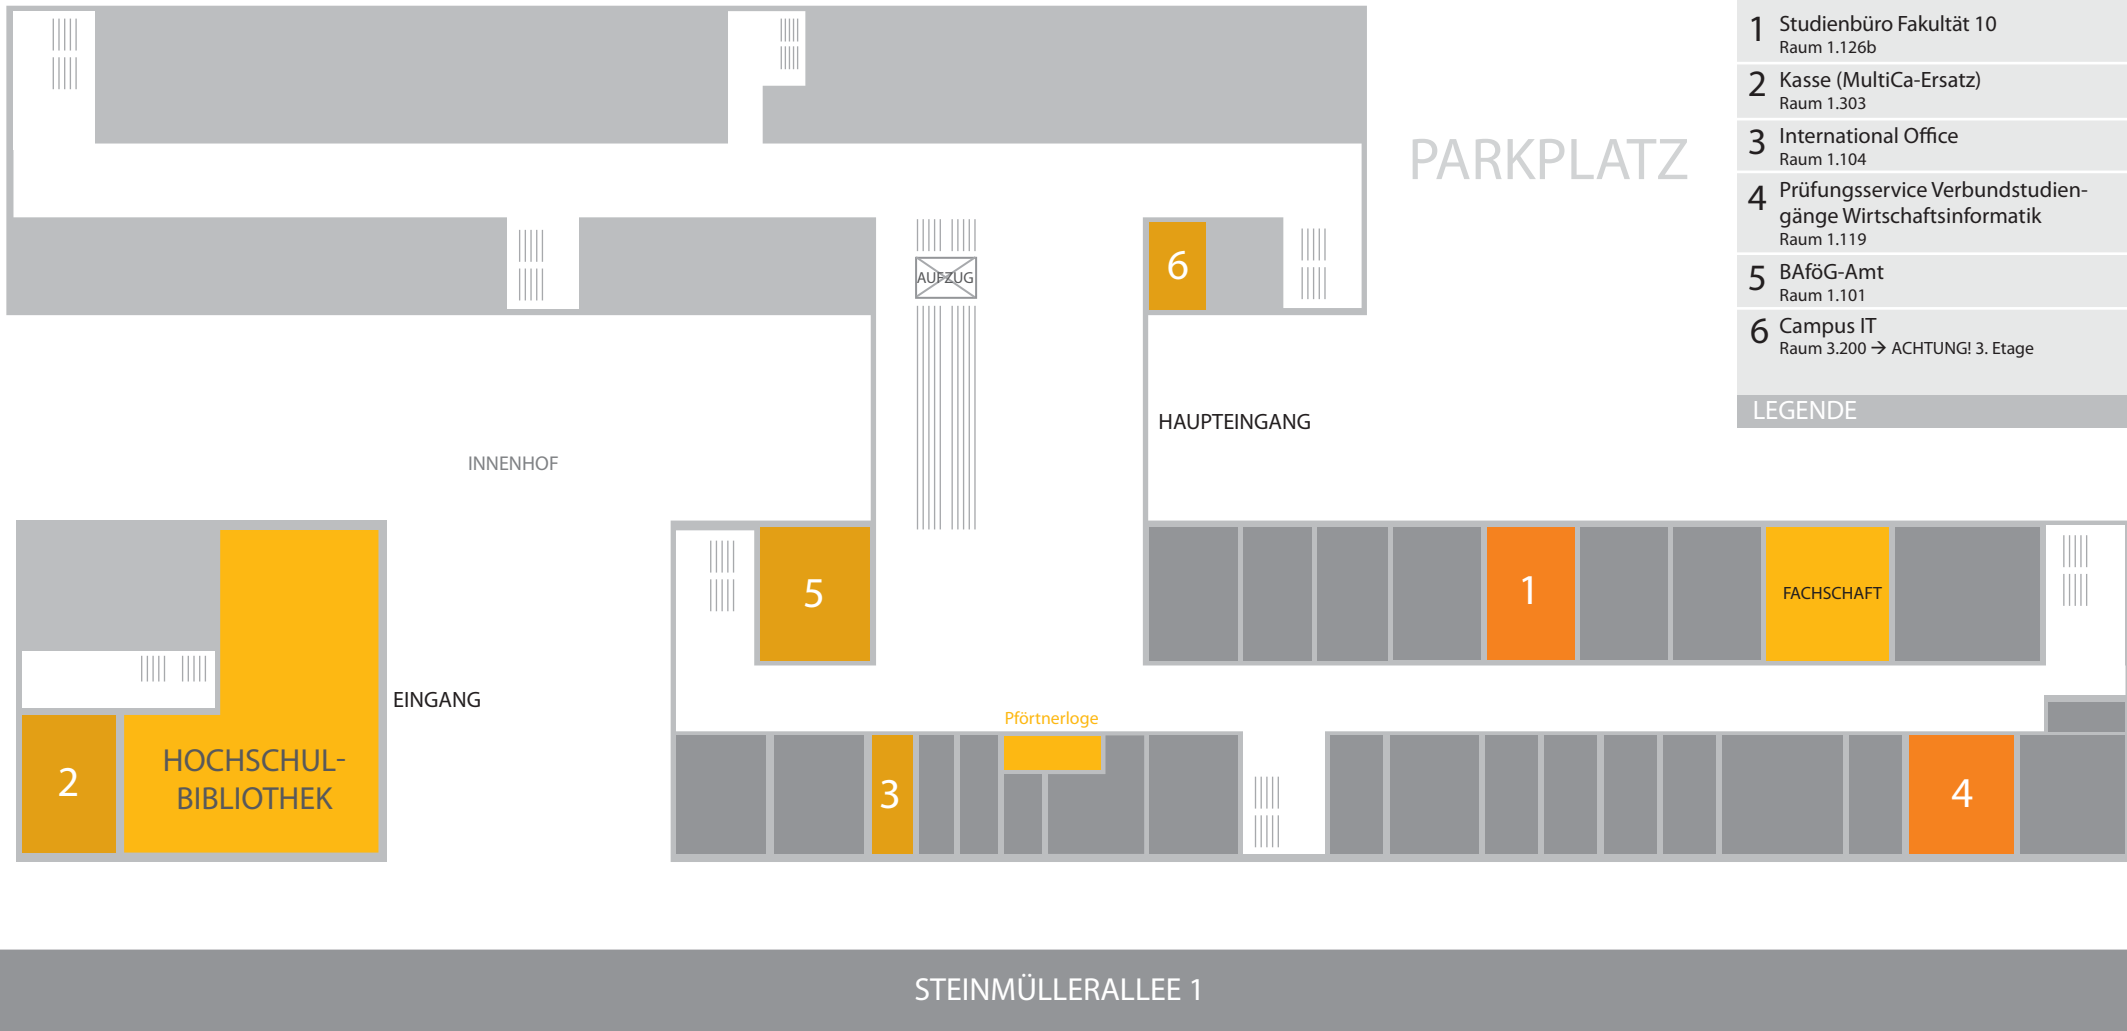 1 Studienbüro Fakultät 10
Raum 1.126b
2 Kasse (MultiCa-Ersatz)
Raum 1.303
3 International Office
Raum 1.104
4 Prüfungsservice Verbundstudien-
gänge Wirtschaftsinformatik
Raum 1.119
5 BAföG-Amt
Raum 1.101
6 Campus IT
Raum 3.200 → ACHTUNG! 3. Etage
LEGENDE
PARKPLATZ
6
AUFZUG
HAUPTEINGANG
INNENHOF
5
1
FACHSCHAFT
EINGANG
Pförtnerloge
2
HOCHSCHUL-
BIBLIOTHEK
3
4
STEINMÜLLERALLEE 1